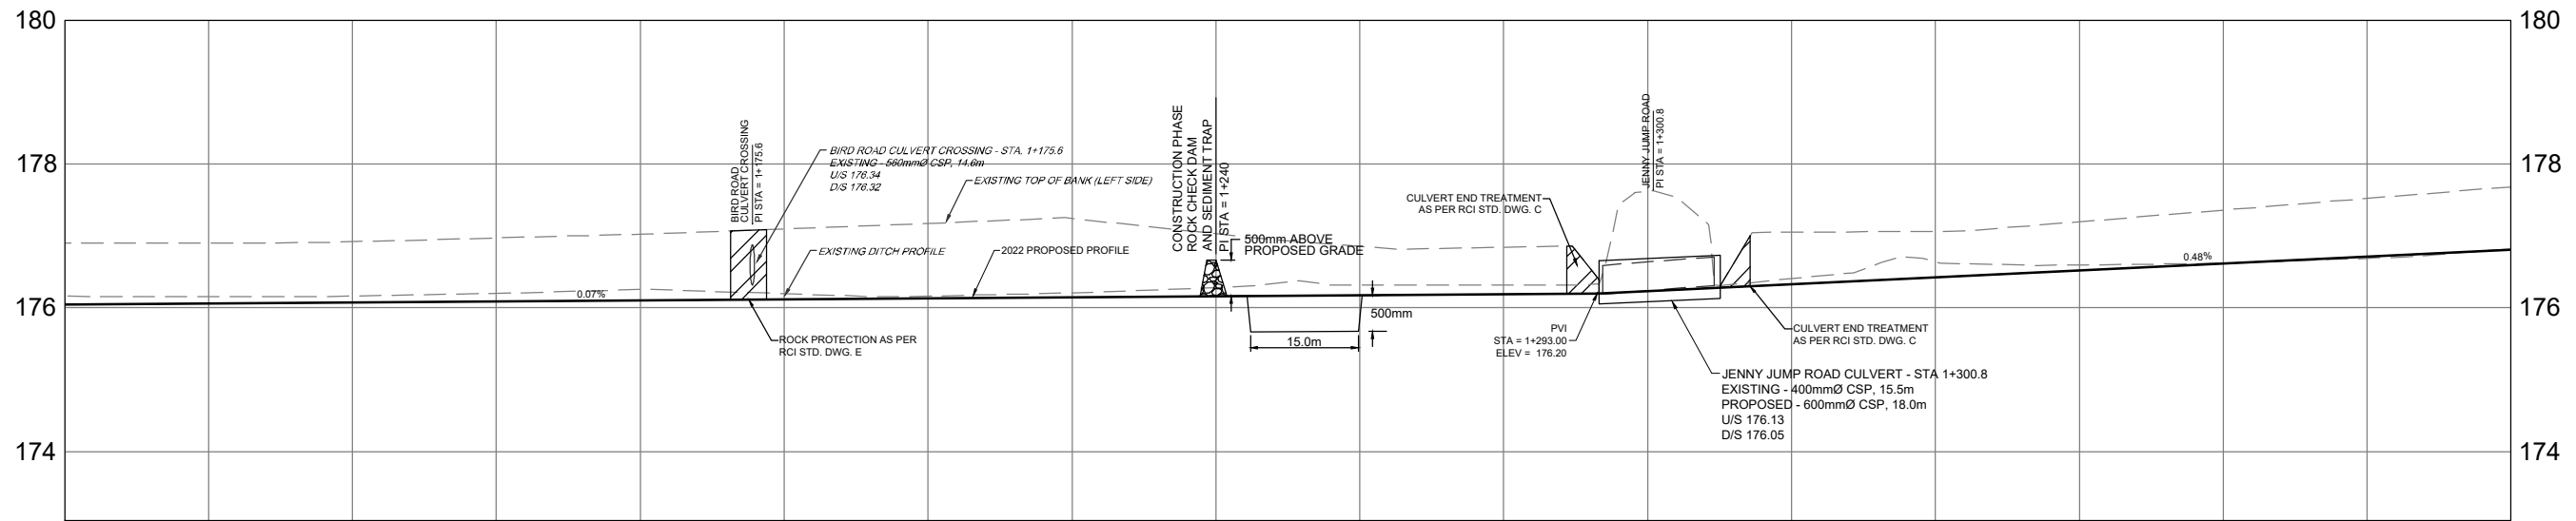 180
180
178
178
176
176
174
174
BIRD ROAD
CULVERT CROSSING
PI STA = 1+175.6
BIRD ROAD CULVERT CROSSING - STA. 1+175.6
EXISTING - 560mmØ CSP, 14.6m
U/S 176.34
D/S 176.32
EXISTING TOP OF BANK (LEFT SIDE)
EXISTING DITCH PROFILE
2022 PROPOSED PROFILE
0.07%
ROCK PROTECTION AS PER
RCI STD. DWG. E
CONSTRUCTION PHASE
ROCK CHECK DAM
AND SEDIMENT TRAP
PI STA = 1+240
500mm ABOVE
PROPOSED GRADE
500mm
15.0m
CULVERT END TREATMENT
AS PER RCI STD. DWG. C
JENNY JUMP ROAD
PI STA = 1+300.8
PVI
STA = 1+293.00
ELEV = 176.20
CULVERT END TREATMENT
AS PER RCI STD. DWG. C
JENNY JUMP ROAD CULVERT - STA 1+300.8
EXISTING - 400mmØ CSP, 15.5m
PROPOSED - 600mmØ CSP, 18.0m
U/S 176.13
D/S 176.05
0.48%